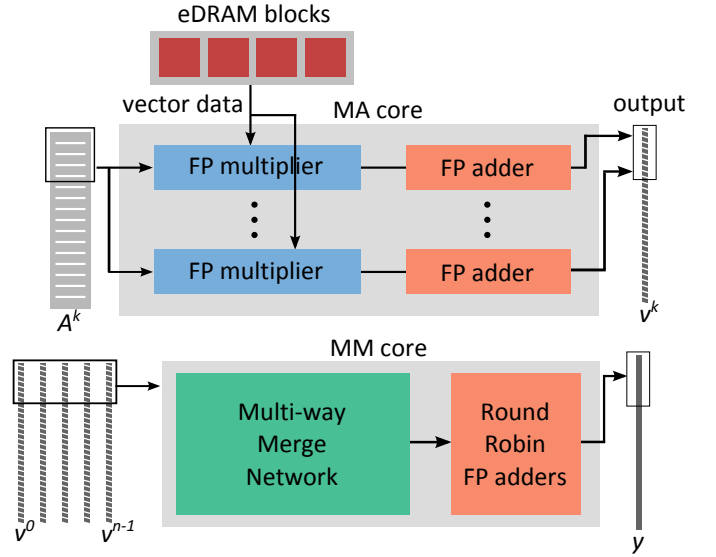 eDRAM blocks
vector data
MA core
output
FP multiplier
FP adder
FP multiplier
FP adder
A^k
v^k
MM core
Multi-way
Merge
Network
Round
Robin
FP adders
v^0
v^{n-1}
y